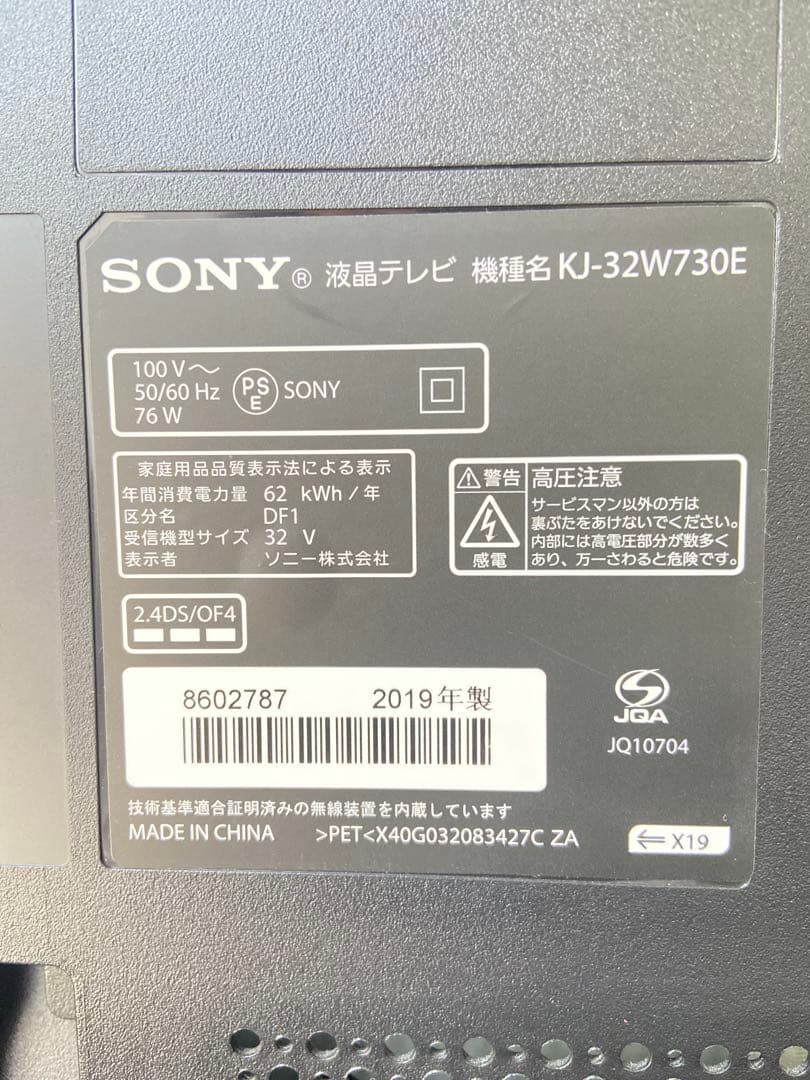 SONY® 液晶テレビ 機種名 KJ-32W730E
100 V～
50/60 Hz
76 W
PSE
SONY
家庭用品品質表示法による表示
年間消費電力量 62 kWh / 年
区分名 DF1
受信機型サイズ 32 V
表示者 ソニー株式会社
警告 高圧注意
感電
サービスマン以外の方は
裏ぶたをあけないでください。
内部には高電圧部分が数多く
あり、万一さわると危険です。
2.4DS/OF4
8602787 2019年製
JQA
JQ10704
技術基準適合証明済みの無線装置を内蔵しています
MADE IN CHINA >PET<X40G032083427C ZA
⇐ X19